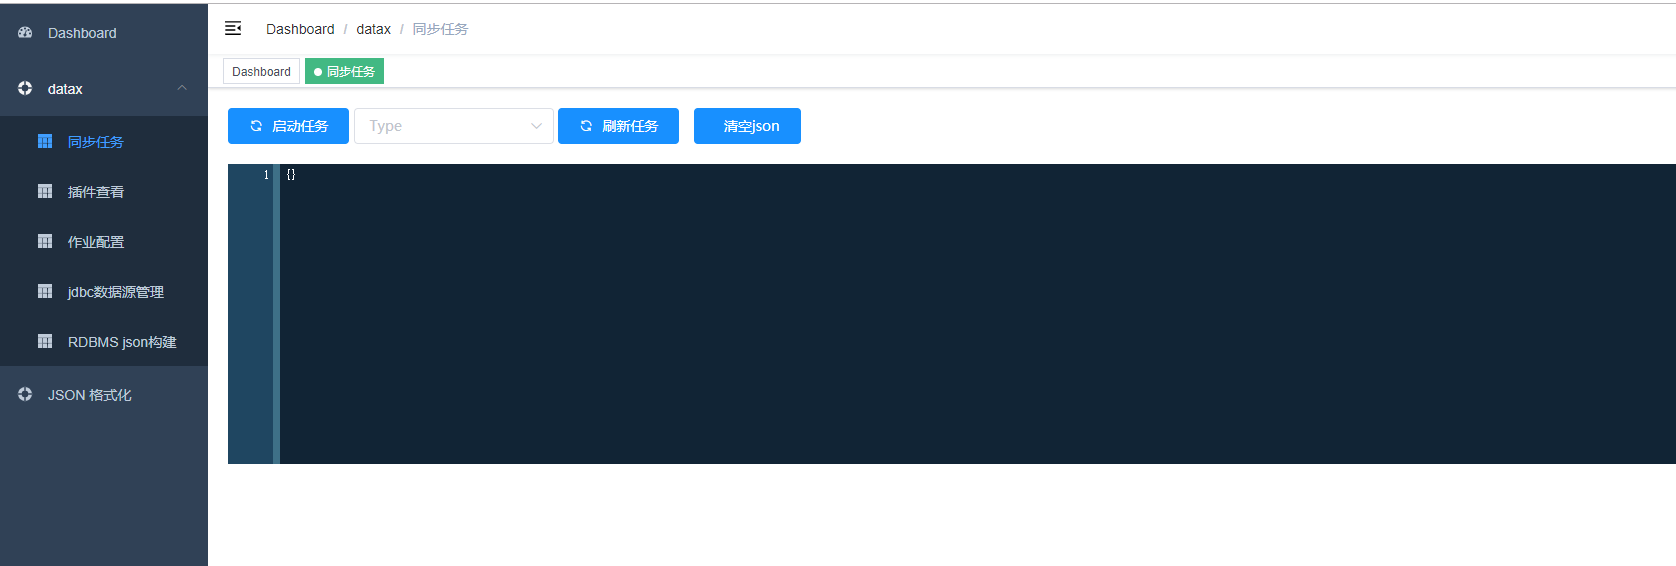 Dashboard
datax
同步任务
插件查看
作业配置
jdbc数据源管理
RDBMS json构建
JSON 格式化
Dashboard / datax / 同步任务
Dashboard 同步任务
启动任务 Type 刷新任务 清空json
1 {}